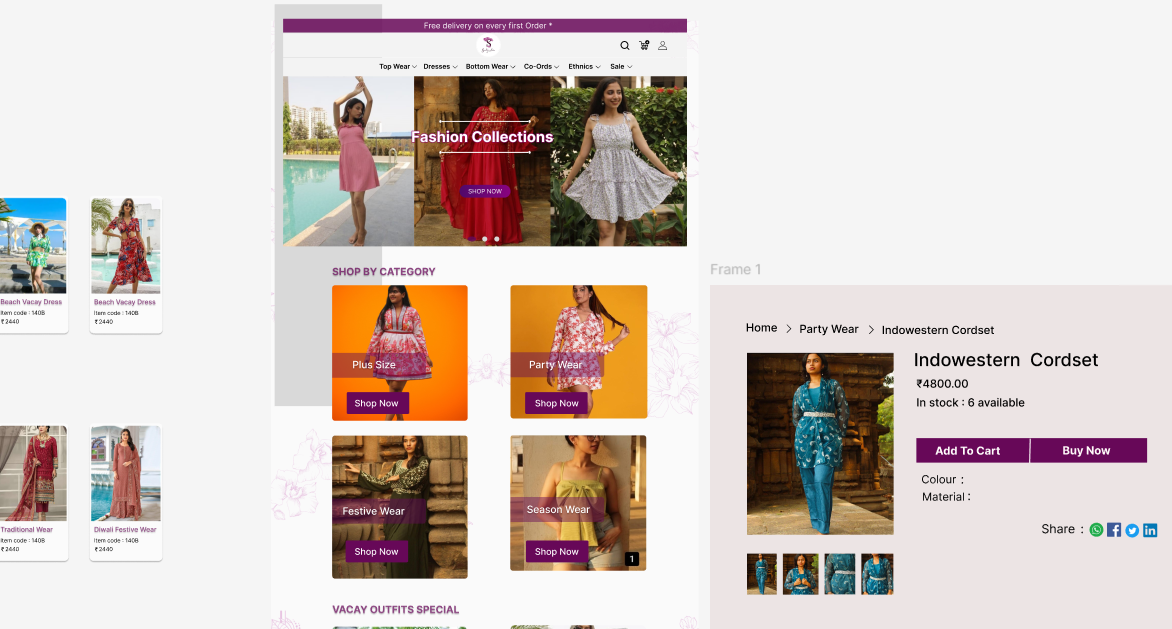 Free delivery on every first Order *
Top Wear Dresses Bottom Wear Co-Ords Ethnics Sale
Fashion Collections
SHOP NOW
Beach Vacay Dress
Item code : 140B
₹2440
Beach Vacay Dress
Item code : 140B
₹2440
Traditional Wear
Item code : 140B
₹2440
Diwali Festive Wear
Item code : 140B
₹2440
SHOP BY CATEGORY
Plus Size
Shop Now
Party Wear
Shop Now
Festive Wear
Shop Now
Season Wear
Shop Now
1
VACAY OUTFITS SPECIAL
Frame 1
Home > Party Wear > Indowestern Cordset
Indowestern Cordset
₹4800.00
In stock : 6 available
Add To Cart Buy Now
Colour :
Material :
Share :